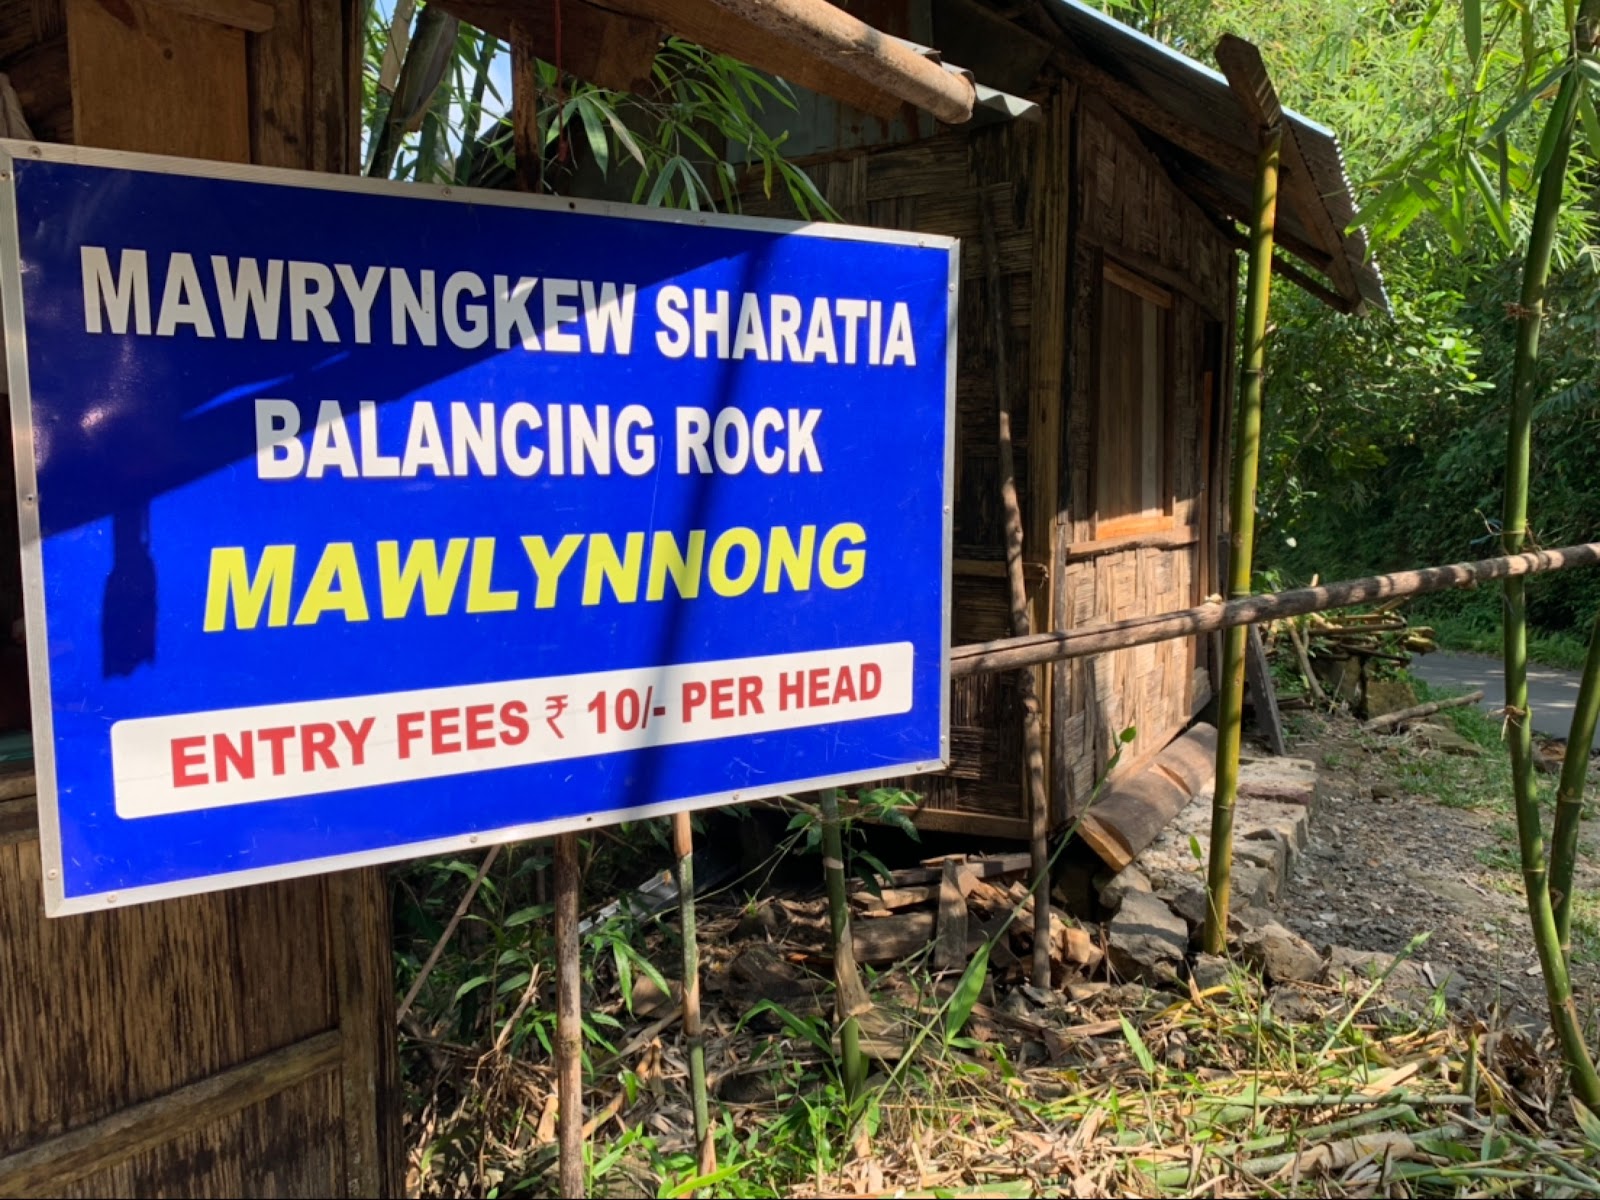 MAWRYNGKEW SHARATIA
BALANCING ROCK
MAWLYNNONG
ENTRY FEES ₹ 10/- PER HEAD